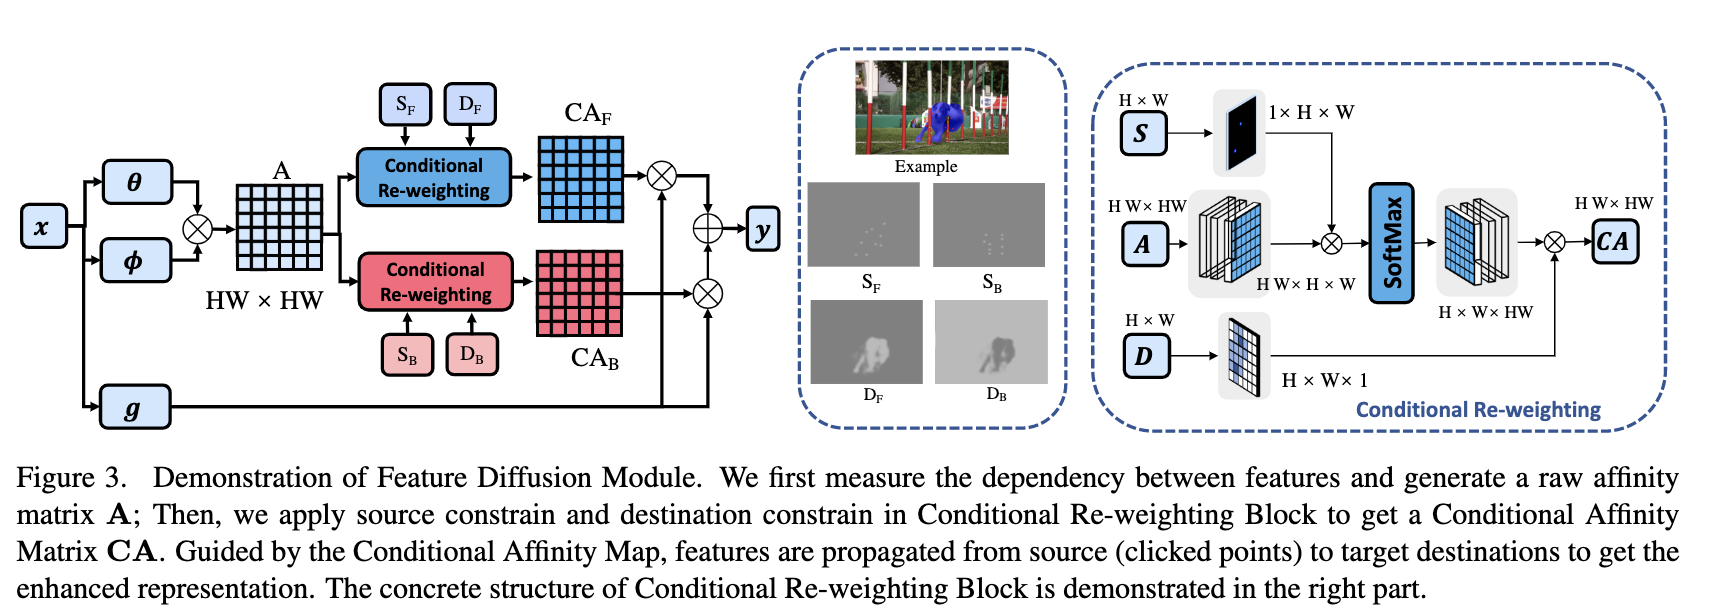 x
θ
ϕ
g
A
HW × HW
S_F
D_F
Conditional
Re-weighting
CA_F
Conditional
Re-weighting
S_B
D_B
CA_B
y
Example
S_F
S_B
D_F
D_B
H × W
S
1× H × W
H W× HW
A
H W× H × W
H × W
D
H × W× 1
SoftMax
H × W× HW
H W× HW
CA
Conditional Re-weighting
Figure 3. Demonstration of Feature Diffusion Module. We first measure the dependency between features and generate a raw affinity
matrix A; Then, we apply source constrain and destination constrain in Conditional Re-weighting Block to get a Conditional Affinity
Matrix CA. Guided by the Conditional Affinity Map, features are propagated from source (clicked points) to target destinations to get the
enhanced representation. The concrete structure of Conditional Re-weighting Block is demonstrated in the right part.